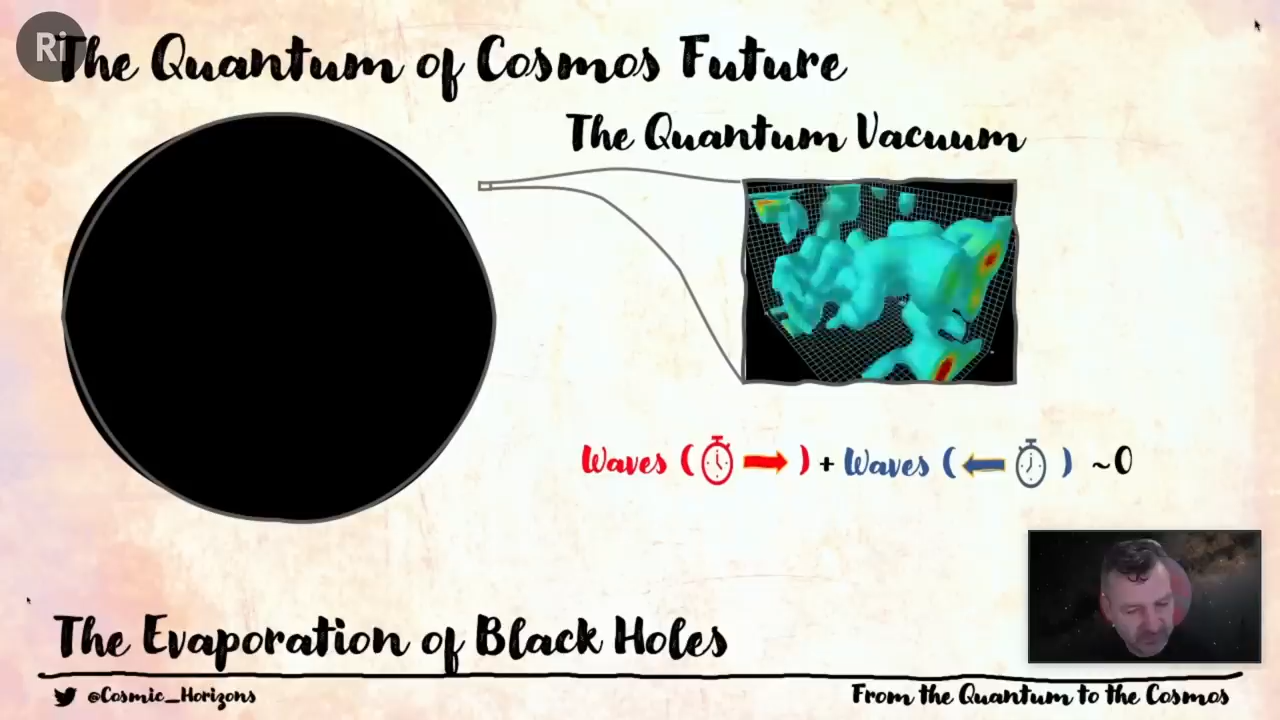 Ri
The Quantum of Cosmos Future
The Quantum Vacuum
Waves ( ) + Waves ( ) ~0
The Evaporation of Black Holes
@Cosmic_Horizons
From the Quantum to the Cosmos